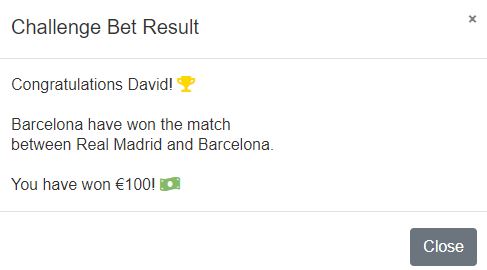 Challenge Bet Result
×
Congratulations David! 🏆
Barcelona have won the match
between Real Madrid and Barcelona.
You have won €100! 💵
Close